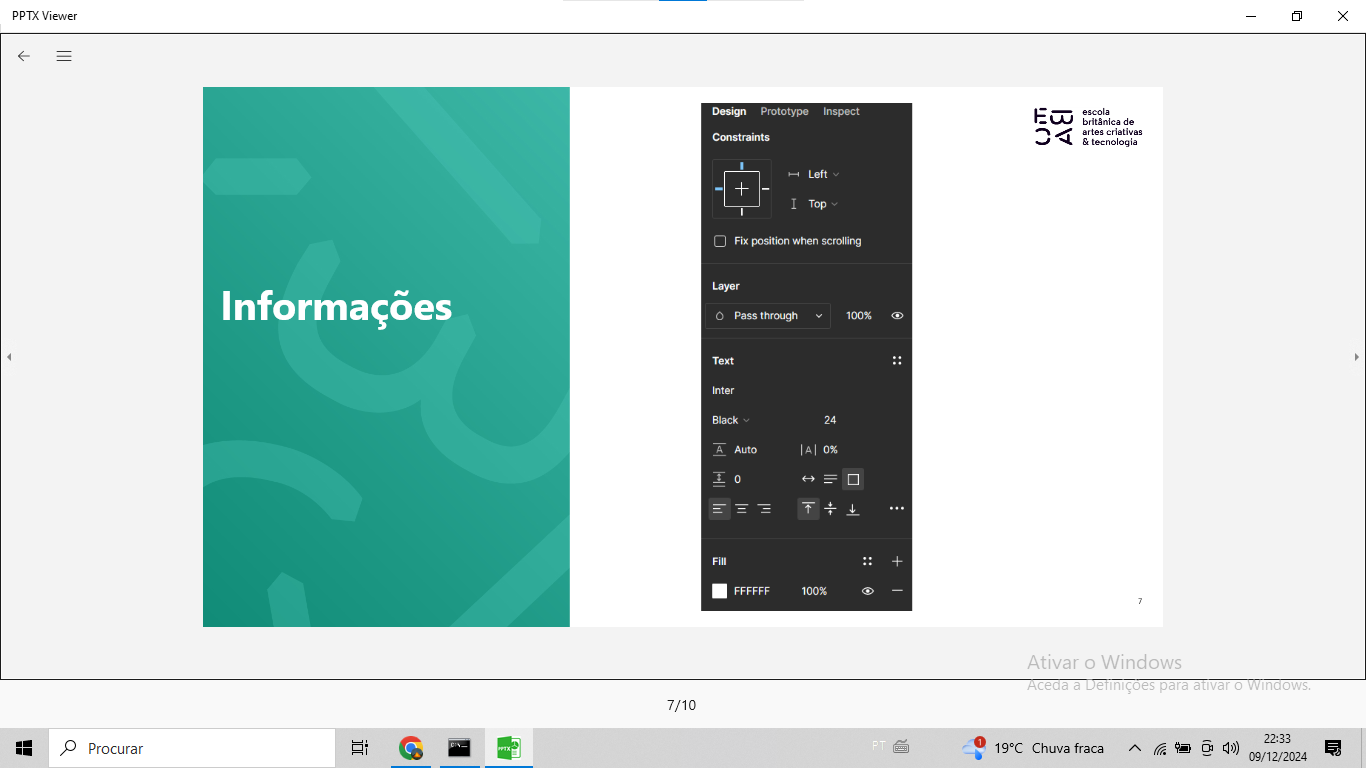 PPTX Viewer
Informações
Design Prototype Inspect
Constraints
Left
Top
Fix position when scrolling
Layer
Pass through 100%
Text
Inter
Black 24
Auto 0%
0
Fill
FFFFFF 100%
EBAC
escola
britânica de
artes criativas
& tecnologia
7
Ativar o Windows
Aceda a Definições para ativar o Windows.
7/10
Procurar
PPTX
PT
1
19°C Chuva fraca
22:33
09/12/2024